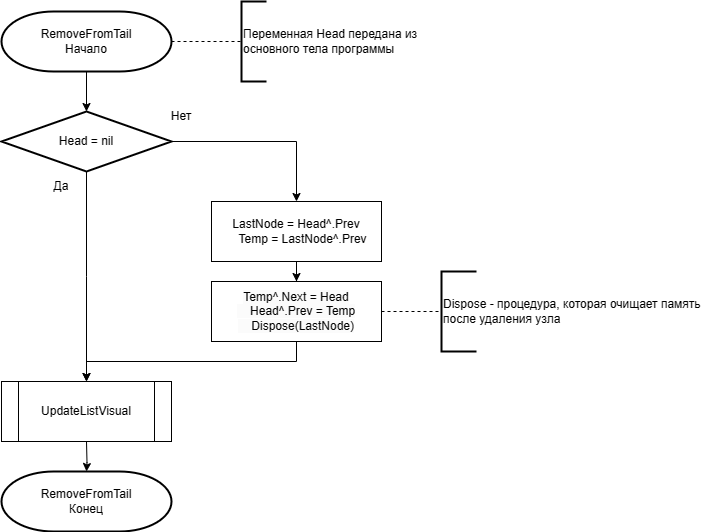 RemoveFromTail
Начало
Переменная Head передана из
основного тела программы
Нет
Head = nil
Да
LastNode = Head^.Prev
Temp = LastNode^.Prev
Temp^.Next = Head
Head^.Prev = Temp
Dispose(LastNode)
Dispose - процедура, которая очищает память
после удаления узла
UpdateListVisual
RemoveFromTail
Конец